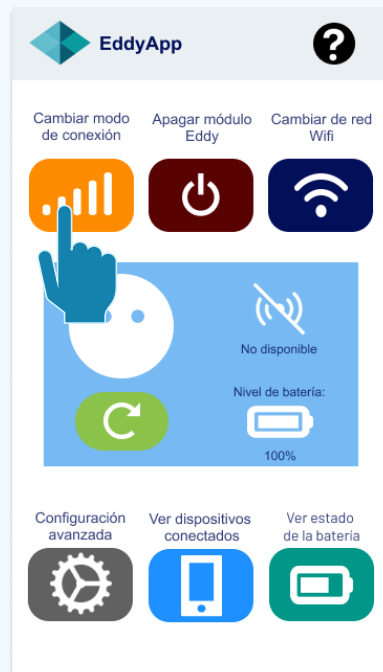 EddyApp
?
Cambiar modo
de conexión
Apagar módulo
Eddy
Cambiar de red
Wifi
No disponible
Nivel de batería:
100%
Configuración
avanzada
Ver dispositivos
conectados
Ver estado
de la batería